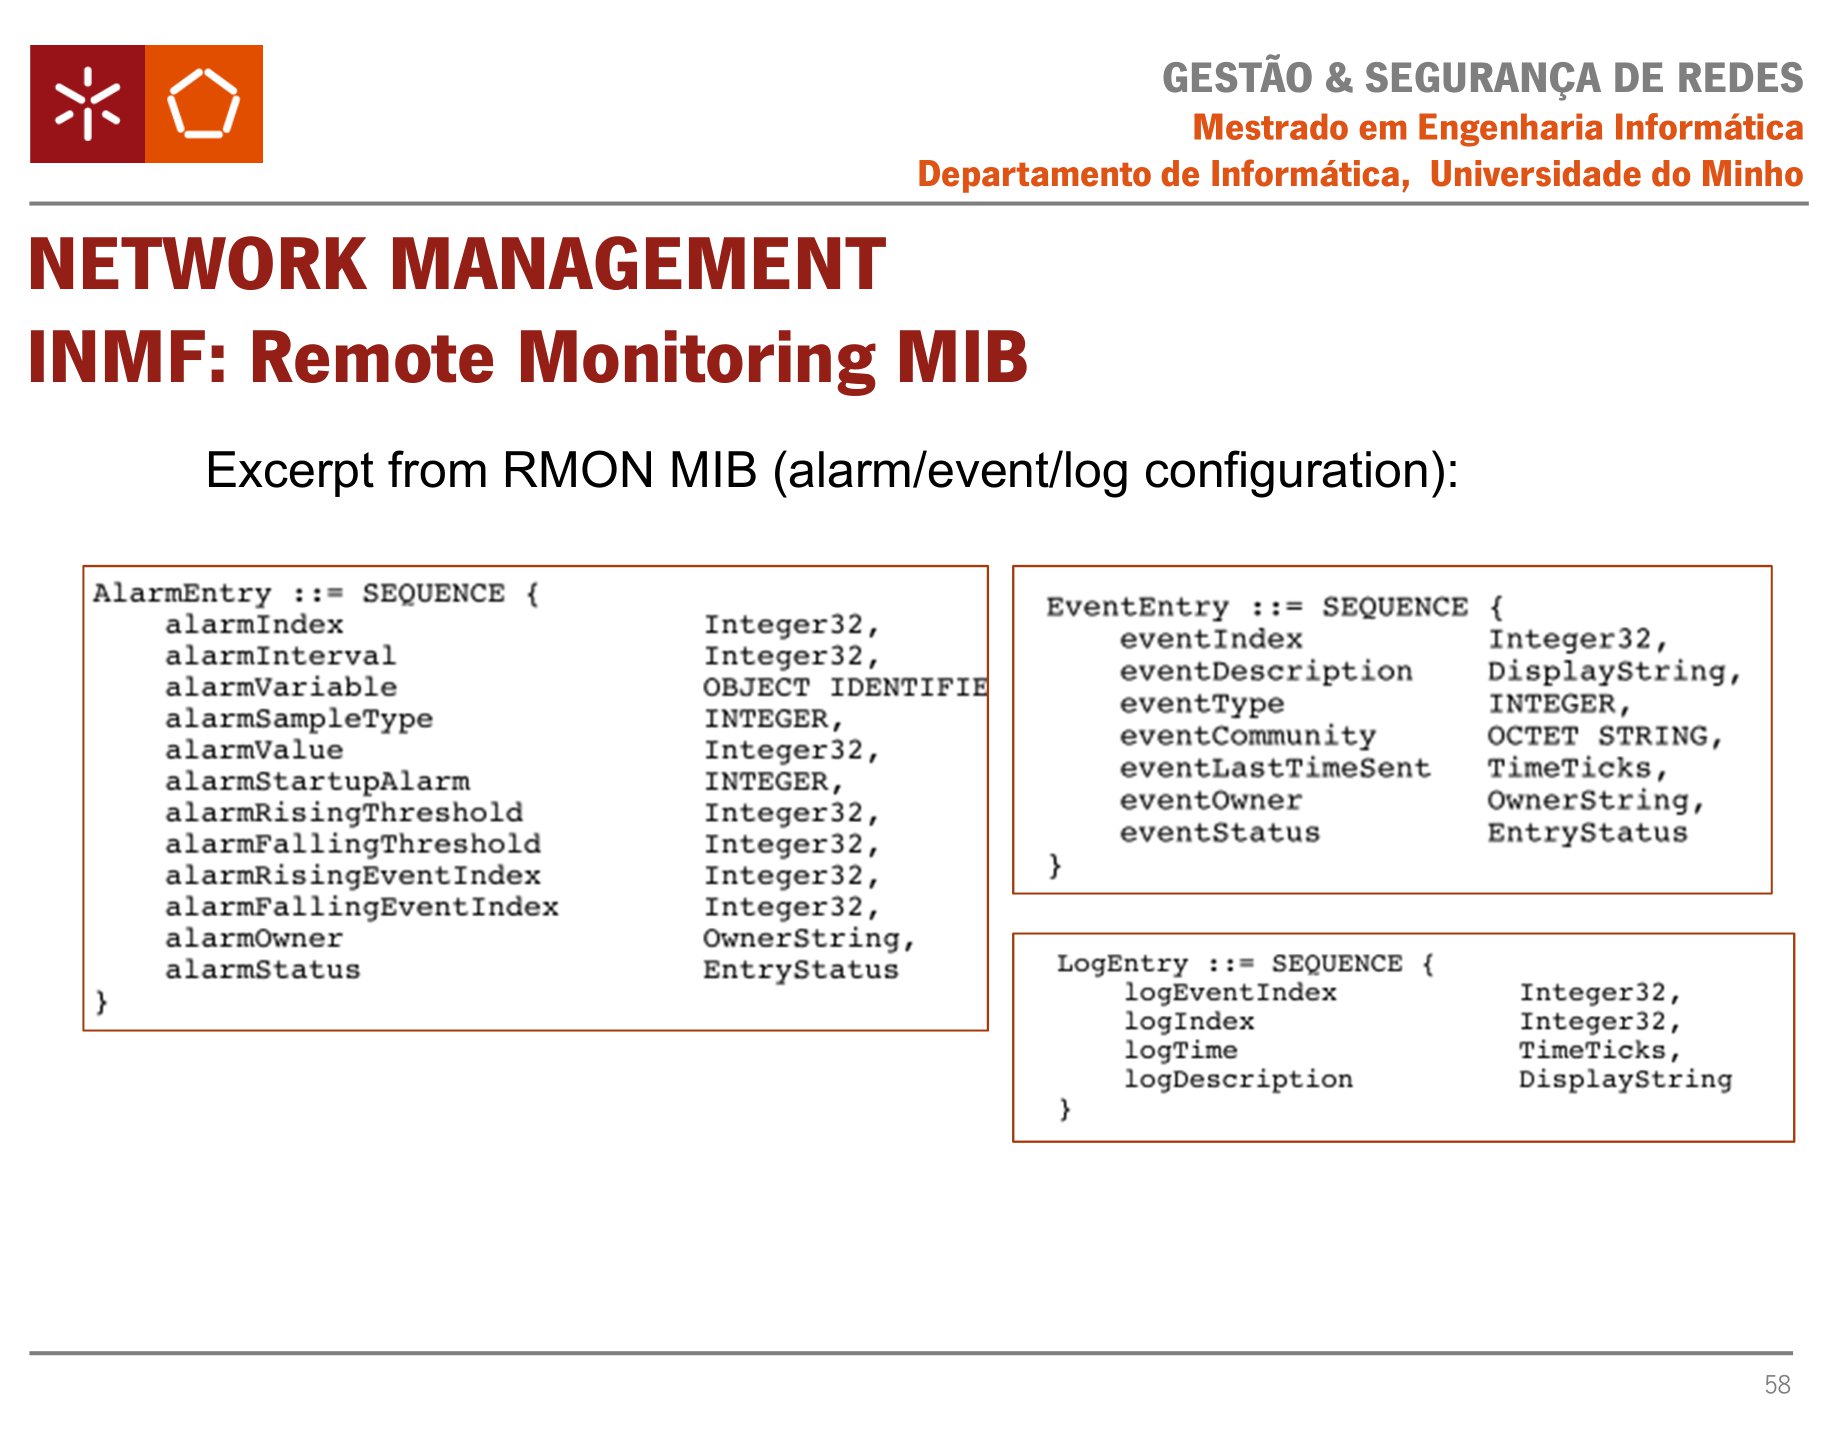 GESTÃO & SEGURANÇA DE REDES
Mestrado em Engenharia Informática
Departamento de Informática, Universidade do Minho
NETWORK MANAGEMENT
INMF: Remote Monitoring MIB
Excerpt from RMON MIB (alarm/event/log configuration):
AlarmEntry ::= SEQUENCE {
alarmIndex Integer32,
alarmInterval Integer32,
alarmVariable OBJECT IDENTIFIE
alarmSampleType INTEGER,
alarmValue Integer32,
alarmStartupAlarm INTEGER,
alarmRisingThreshold Integer32,
alarmFallingThreshold Integer32,
alarmRisingEventIndex Integer32,
alarmFallingEventIndex Integer32,
alarmOwner OwnerString,
alarmStatus EntryStatus
}
EventEntry ::= SEQUENCE {
eventIndex Integer32,
eventDescription DisplayString,
eventType INTEGER,
eventCommunity OCTET STRING,
eventLastTimeSent TimeTicks,
eventOwner OwnerString,
eventStatus EntryStatus
}
LogEntry ::= SEQUENCE {
logEventIndex Integer32,
logIndex Integer32,
logTime TimeTicks,
logDescription DisplayString
}
58